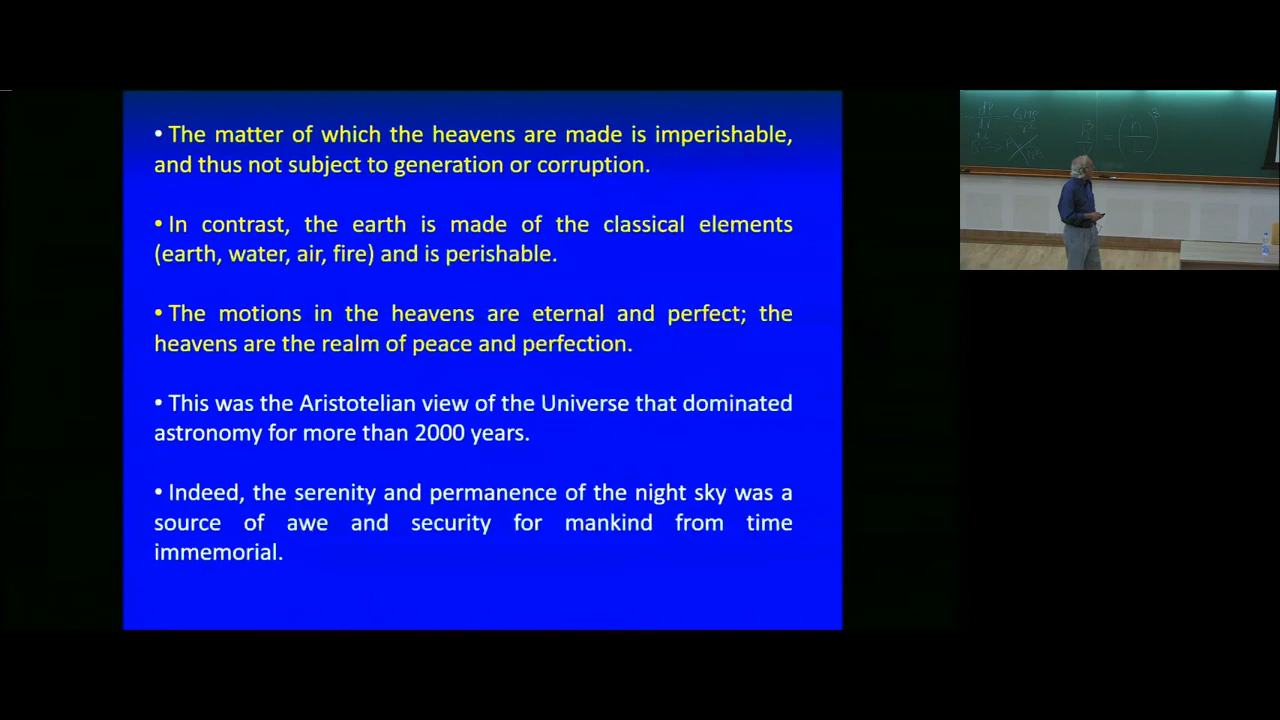 • The matter of which the heavens are made is imperishable,
and thus not subject to generation or corruption.
• In contrast, the earth is made of the classical elements
(earth, water, air, fire) and is perishable.
• The motions in the heavens are eternal and perfect; the
heavens are the realm of peace and perfection.
• This was the Aristotelian view of the Universe that dominated
astronomy for more than 2000 years.
• Indeed, the serenity and permanence of the night sky was a
source of awe and security for mankind from time
immemorial.